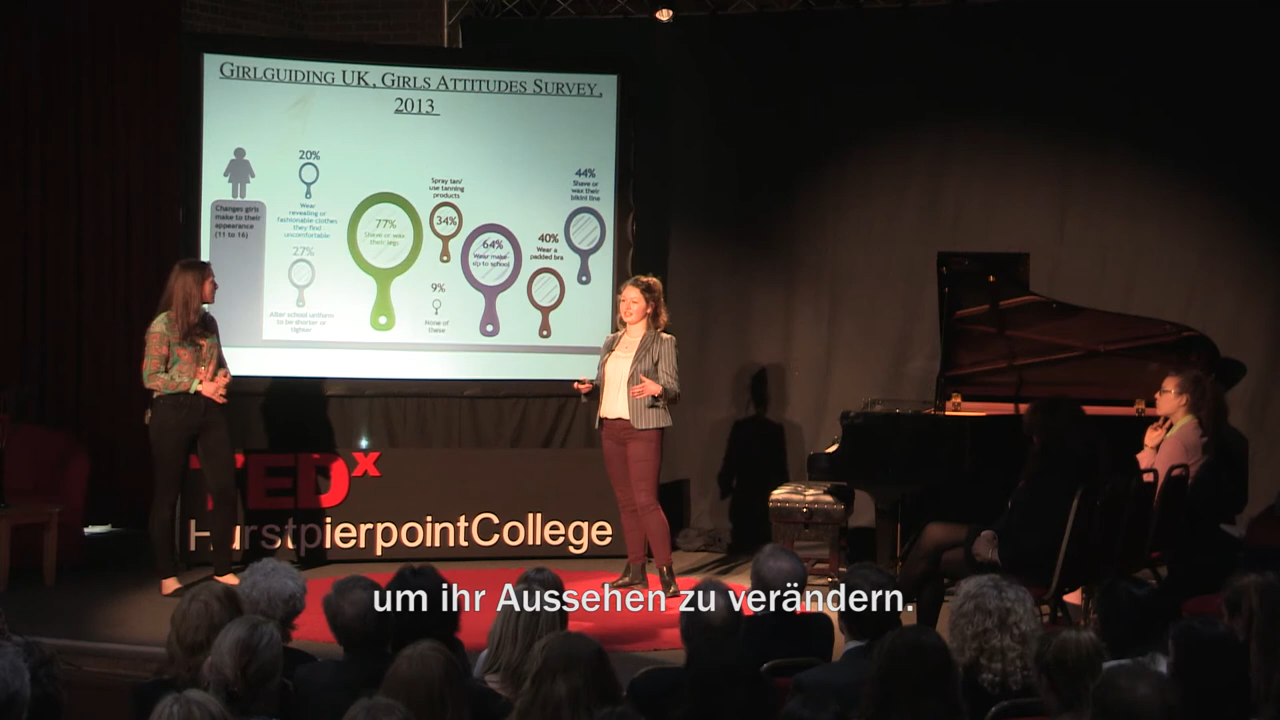 GIRLGUIDING UK, GIRLS ATTITUDES SURVEY,
2013
Changes girls
make to their
appearance
(11 to 16)
20%
Wear
revealing or
fashionable clothes
they find
uncomfortable
27%
Alter school uniform
to be shorter or
tighter
77%
Shave or wax
their legs
Spray tan/
use tanning
products
34%
9%
None of
these
64%
Wear make-
up to school
40%
Wear a
padded bra
44%
Shave or
wax their
bikini line
TEDx
HurstpierpointCollege
um ihr Aussehen zu verändern.